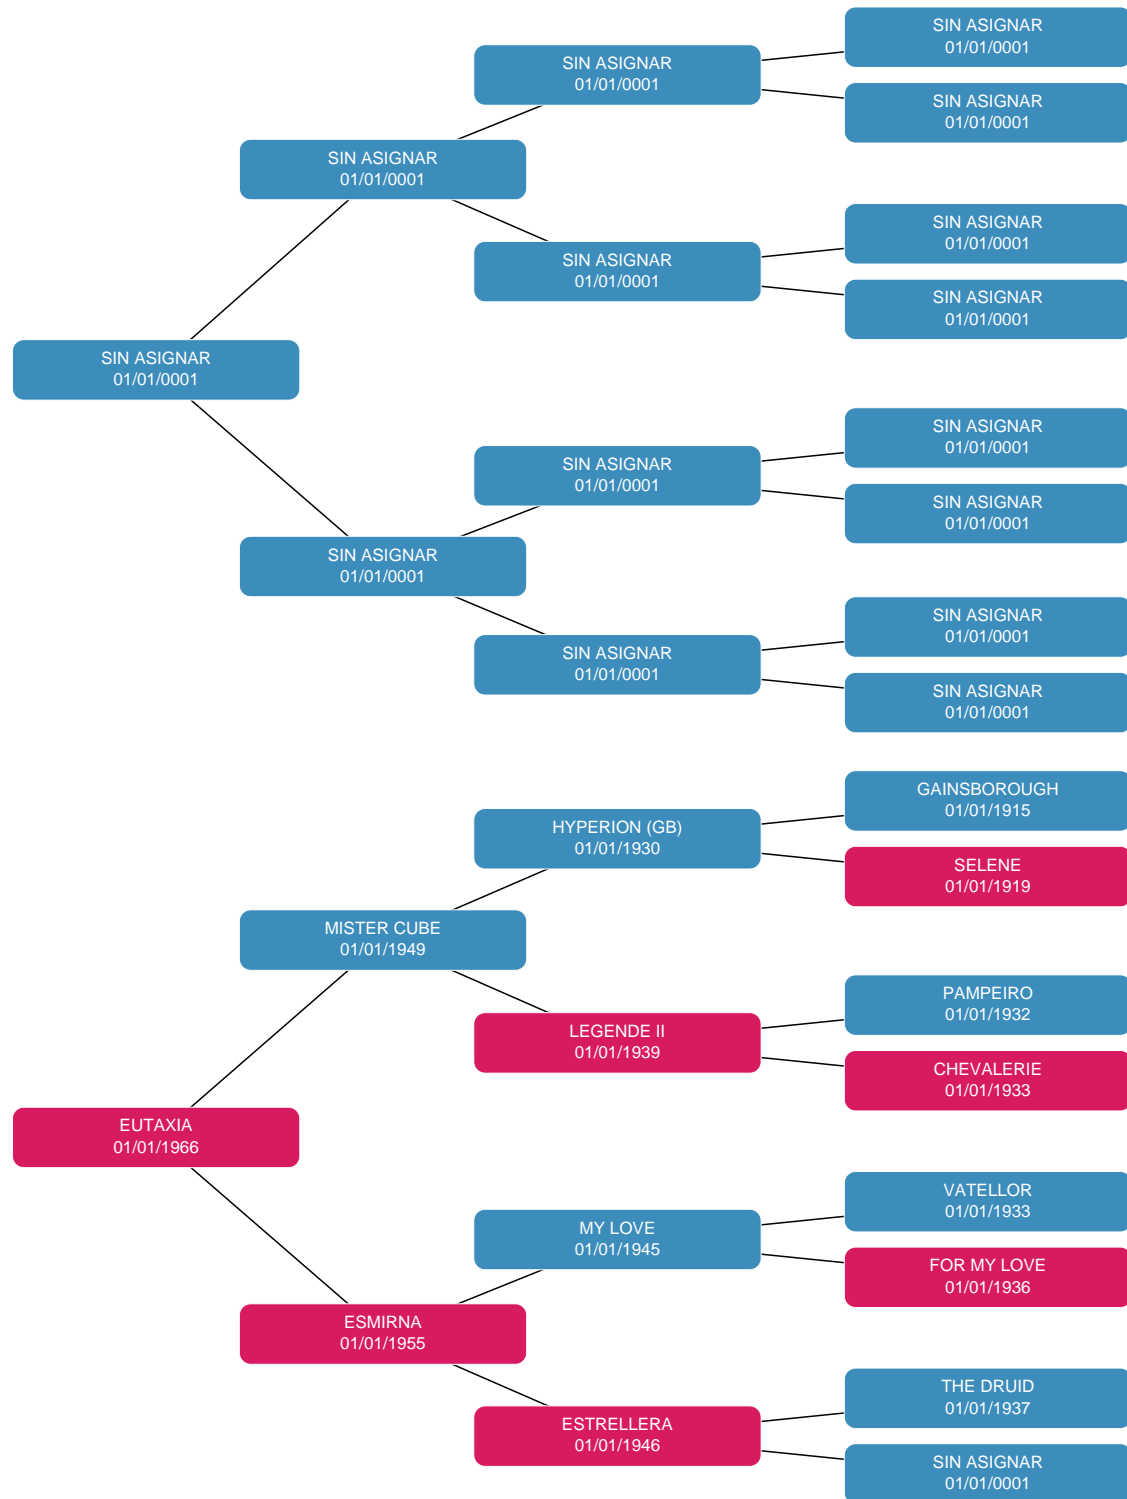 SIN ASIGNAR
01/01/0001
SIN ASIGNAR
01/01/0001
SIN ASIGNAR
01/01/0001
SIN ASIGNAR
01/01/0001
SIN ASIGNAR
01/01/0001
SIN ASIGNAR
01/01/0001
SIN ASIGNAR
01/01/0001
SIN ASIGNAR
01/01/0001
SIN ASIGNAR
01/01/0001
SIN ASIGNAR
01/01/0001
SIN ASIGNAR
01/01/0001
SIN ASIGNAR
01/01/0001
SIN ASIGNAR
01/01/0001
SIN ASIGNAR
01/01/0001
SIN ASIGNAR
01/01/0001
GAINSBOROUGH
01/01/1915
HYPERION (GB)
01/01/1930
SELENE
01/01/1919
MISTER CUBE
01/01/1949
PAMPEIRO
01/01/1932
LEGENDE II
01/01/1939
CHEVALERIE
01/01/1933
EUTAXIA
01/01/1966
VATELLOR
01/01/1933
MY LOVE
01/01/1945
FOR MY LOVE
01/01/1936
ESMIRNA
01/01/1955
THE DRUID
01/01/1937
ESTRELLERA
01/01/1946
SIN ASIGNAR
01/01/0001